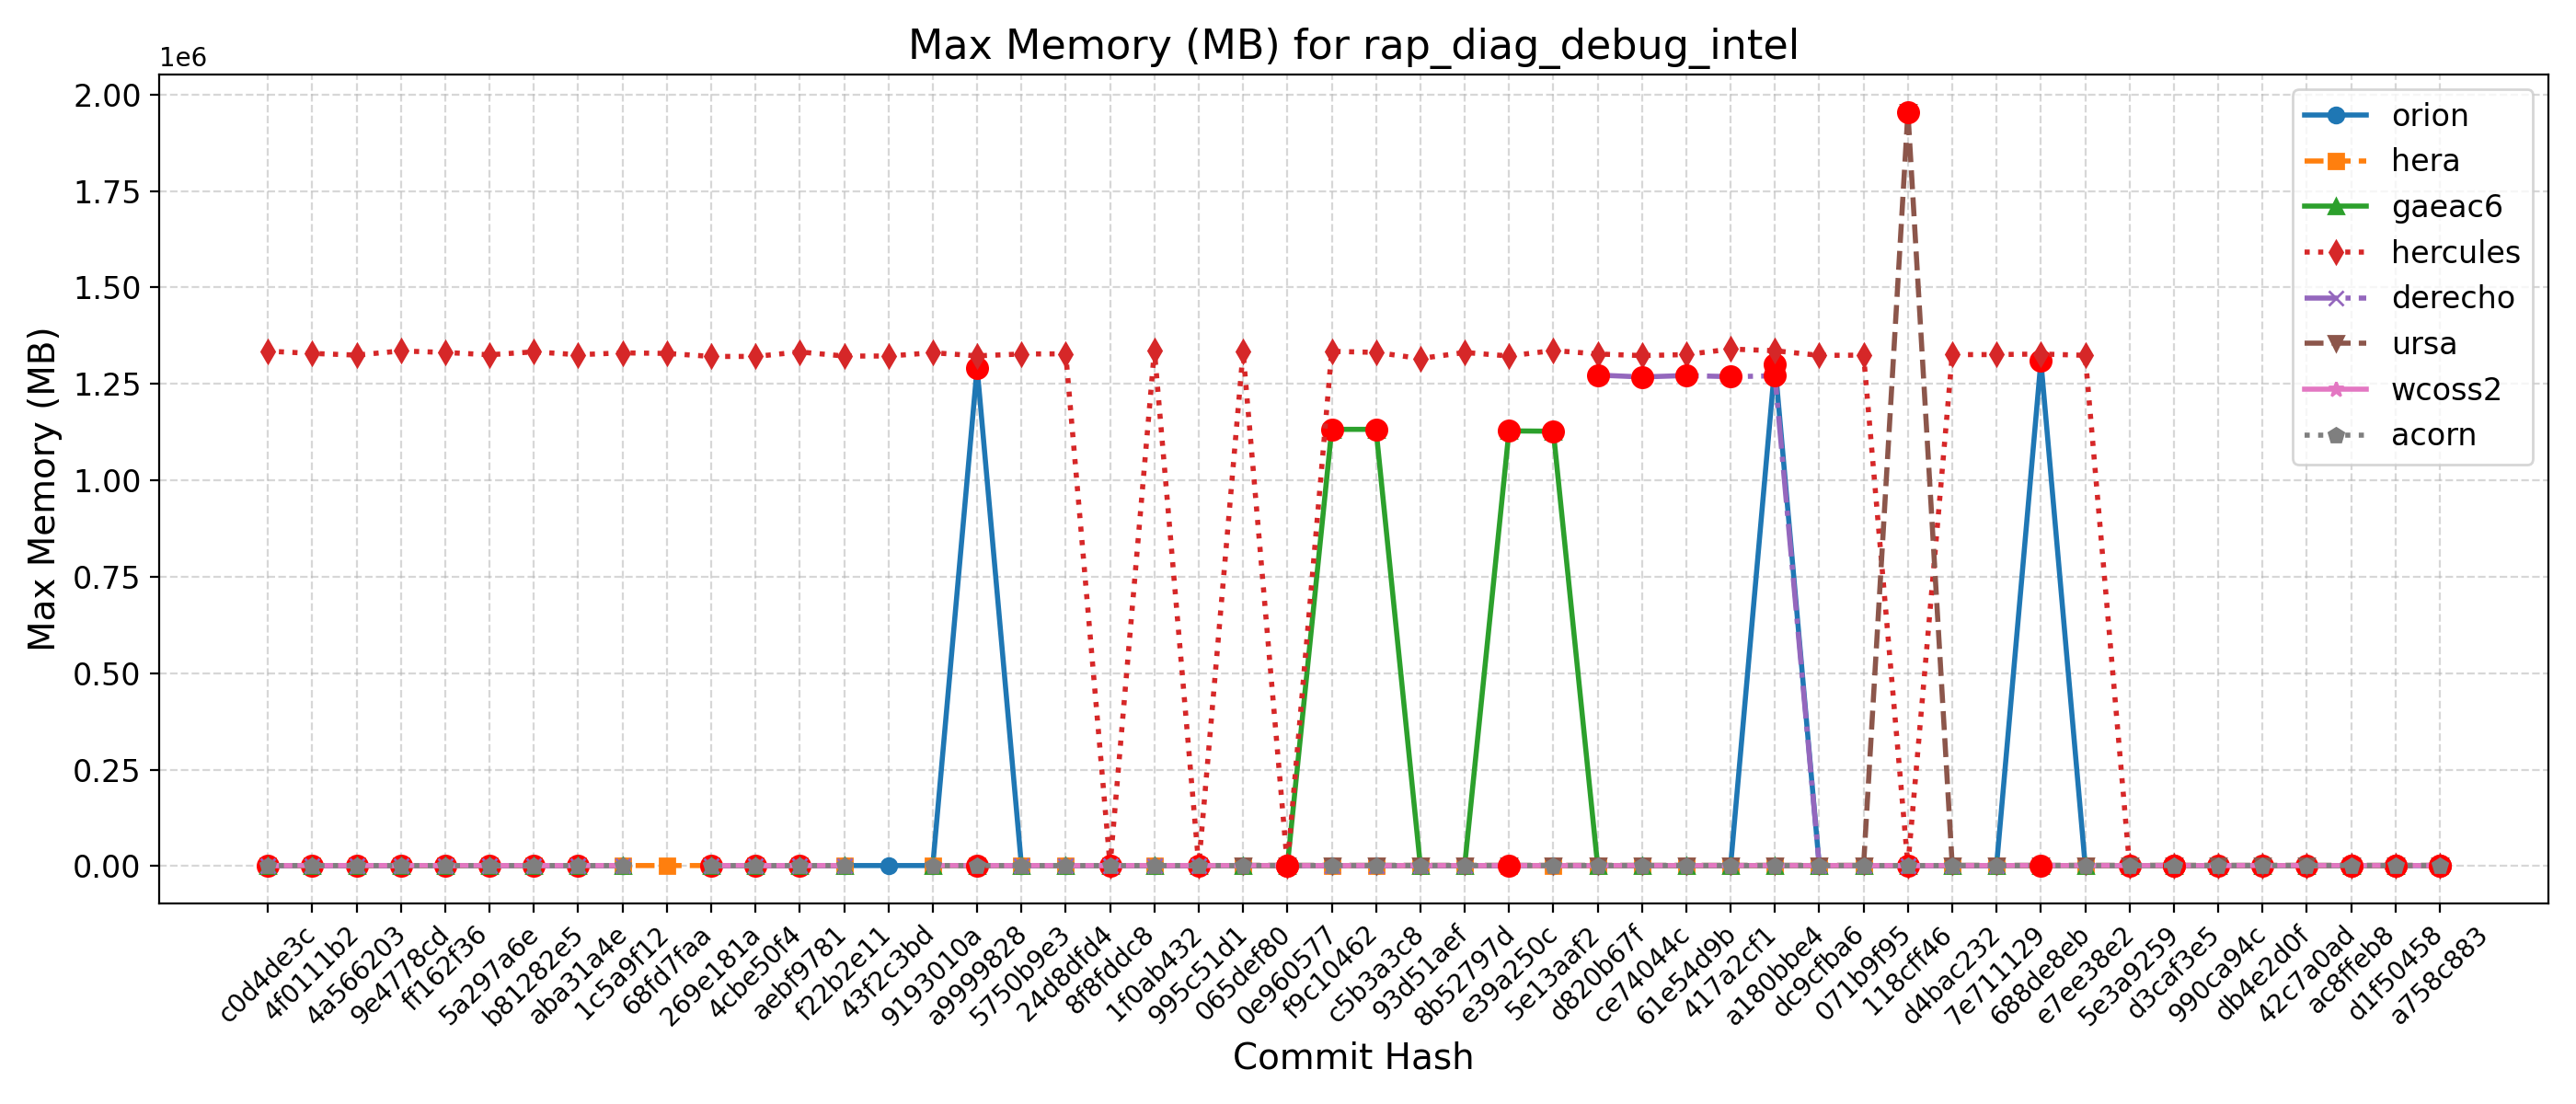 Max Memory (MB) for rap_diag_debug_intel
1e6
2.00
1.75
1.50
1.25
1.00
0.75
0.50
0.25
0.00
Max Memory (MB)
orion
hera
gaeac6
hercules
derecho
ursa
wcoss2
acorn
c0d4de3c
4f0111b2
4a566203
9e4778cd
ff162f36
5a297a6e
b81282e5
aba31a4e
1c5a9f12
68fd7faa
269e181a
4cbe50f4
aebf9781
f22b2e11
43f2c3bd
9193010a
a9999828
5750b9e3
24d8dfd4
8f8fddc8
1f0ab432
995c51d1
065def80
0e960577
f9c10462
c5b3a3c8
93d51aef
8b52797d
e39a250c
5e13aaf2
d820b67f
ce74044c
61e54d9b
417a2cf1
a180bbe4
dc9cfba6
071b9f95
118cff46
d4bac232
7e711129
688de8eb
e7ee38e2
5e3a9259
d3caf3e5
990ca94c
db4e2d0f
42c7a0ad
ac8ffeb8
d1f50458
a758c883
Commit Hash